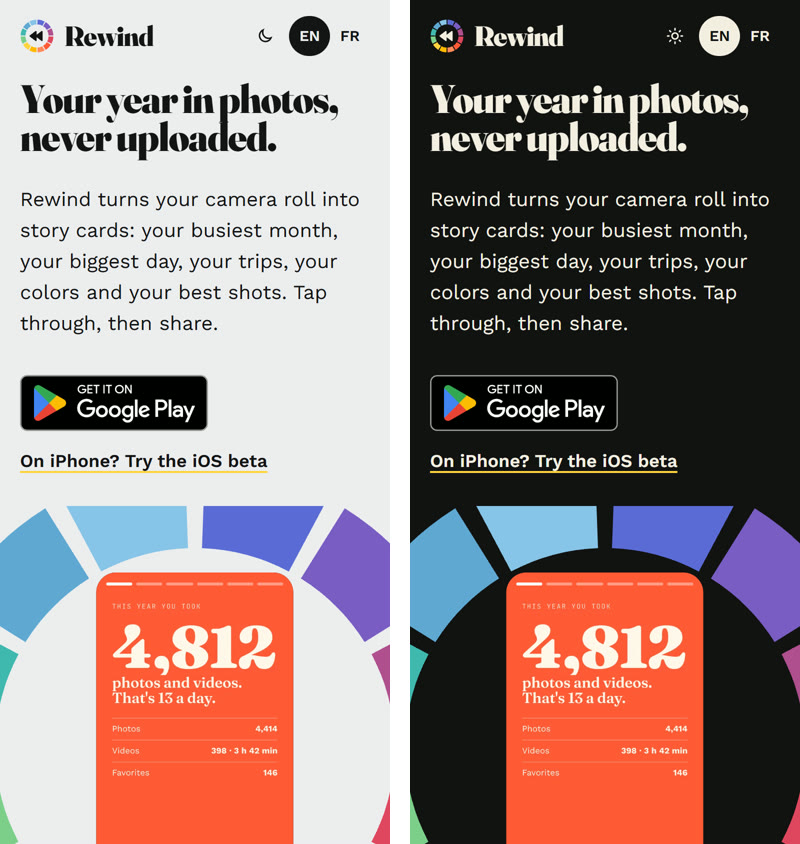 Rewind
EN FR
Your year in photos,
never uploaded.
Rewind turns your camera roll into
story cards: your busiest month,
your biggest day, your trips, your
colors and your best shots. Tap
through, then share.
GET IT ON
Google Play
On iPhone? Try the iOS beta
THIS YEAR YOU TOOK
4,812
photos and videos.
That's 13 a day.
Photos 4,414
Videos 398 · 3 h 42 min
Favorites 146
Rewind
EN FR
Your year in photos,
never uploaded.
Rewind turns your camera roll into
story cards: your busiest month,
your biggest day, your trips, your
colors and your best shots. Tap
through, then share.
GET IT ON
Google Play
On iPhone? Try the iOS beta
THIS YEAR YOU TOOK
4,812
photos and videos.
That's 13 a day.
Photos 4,414
Videos 398 · 3 h 42 min
Favorites 146